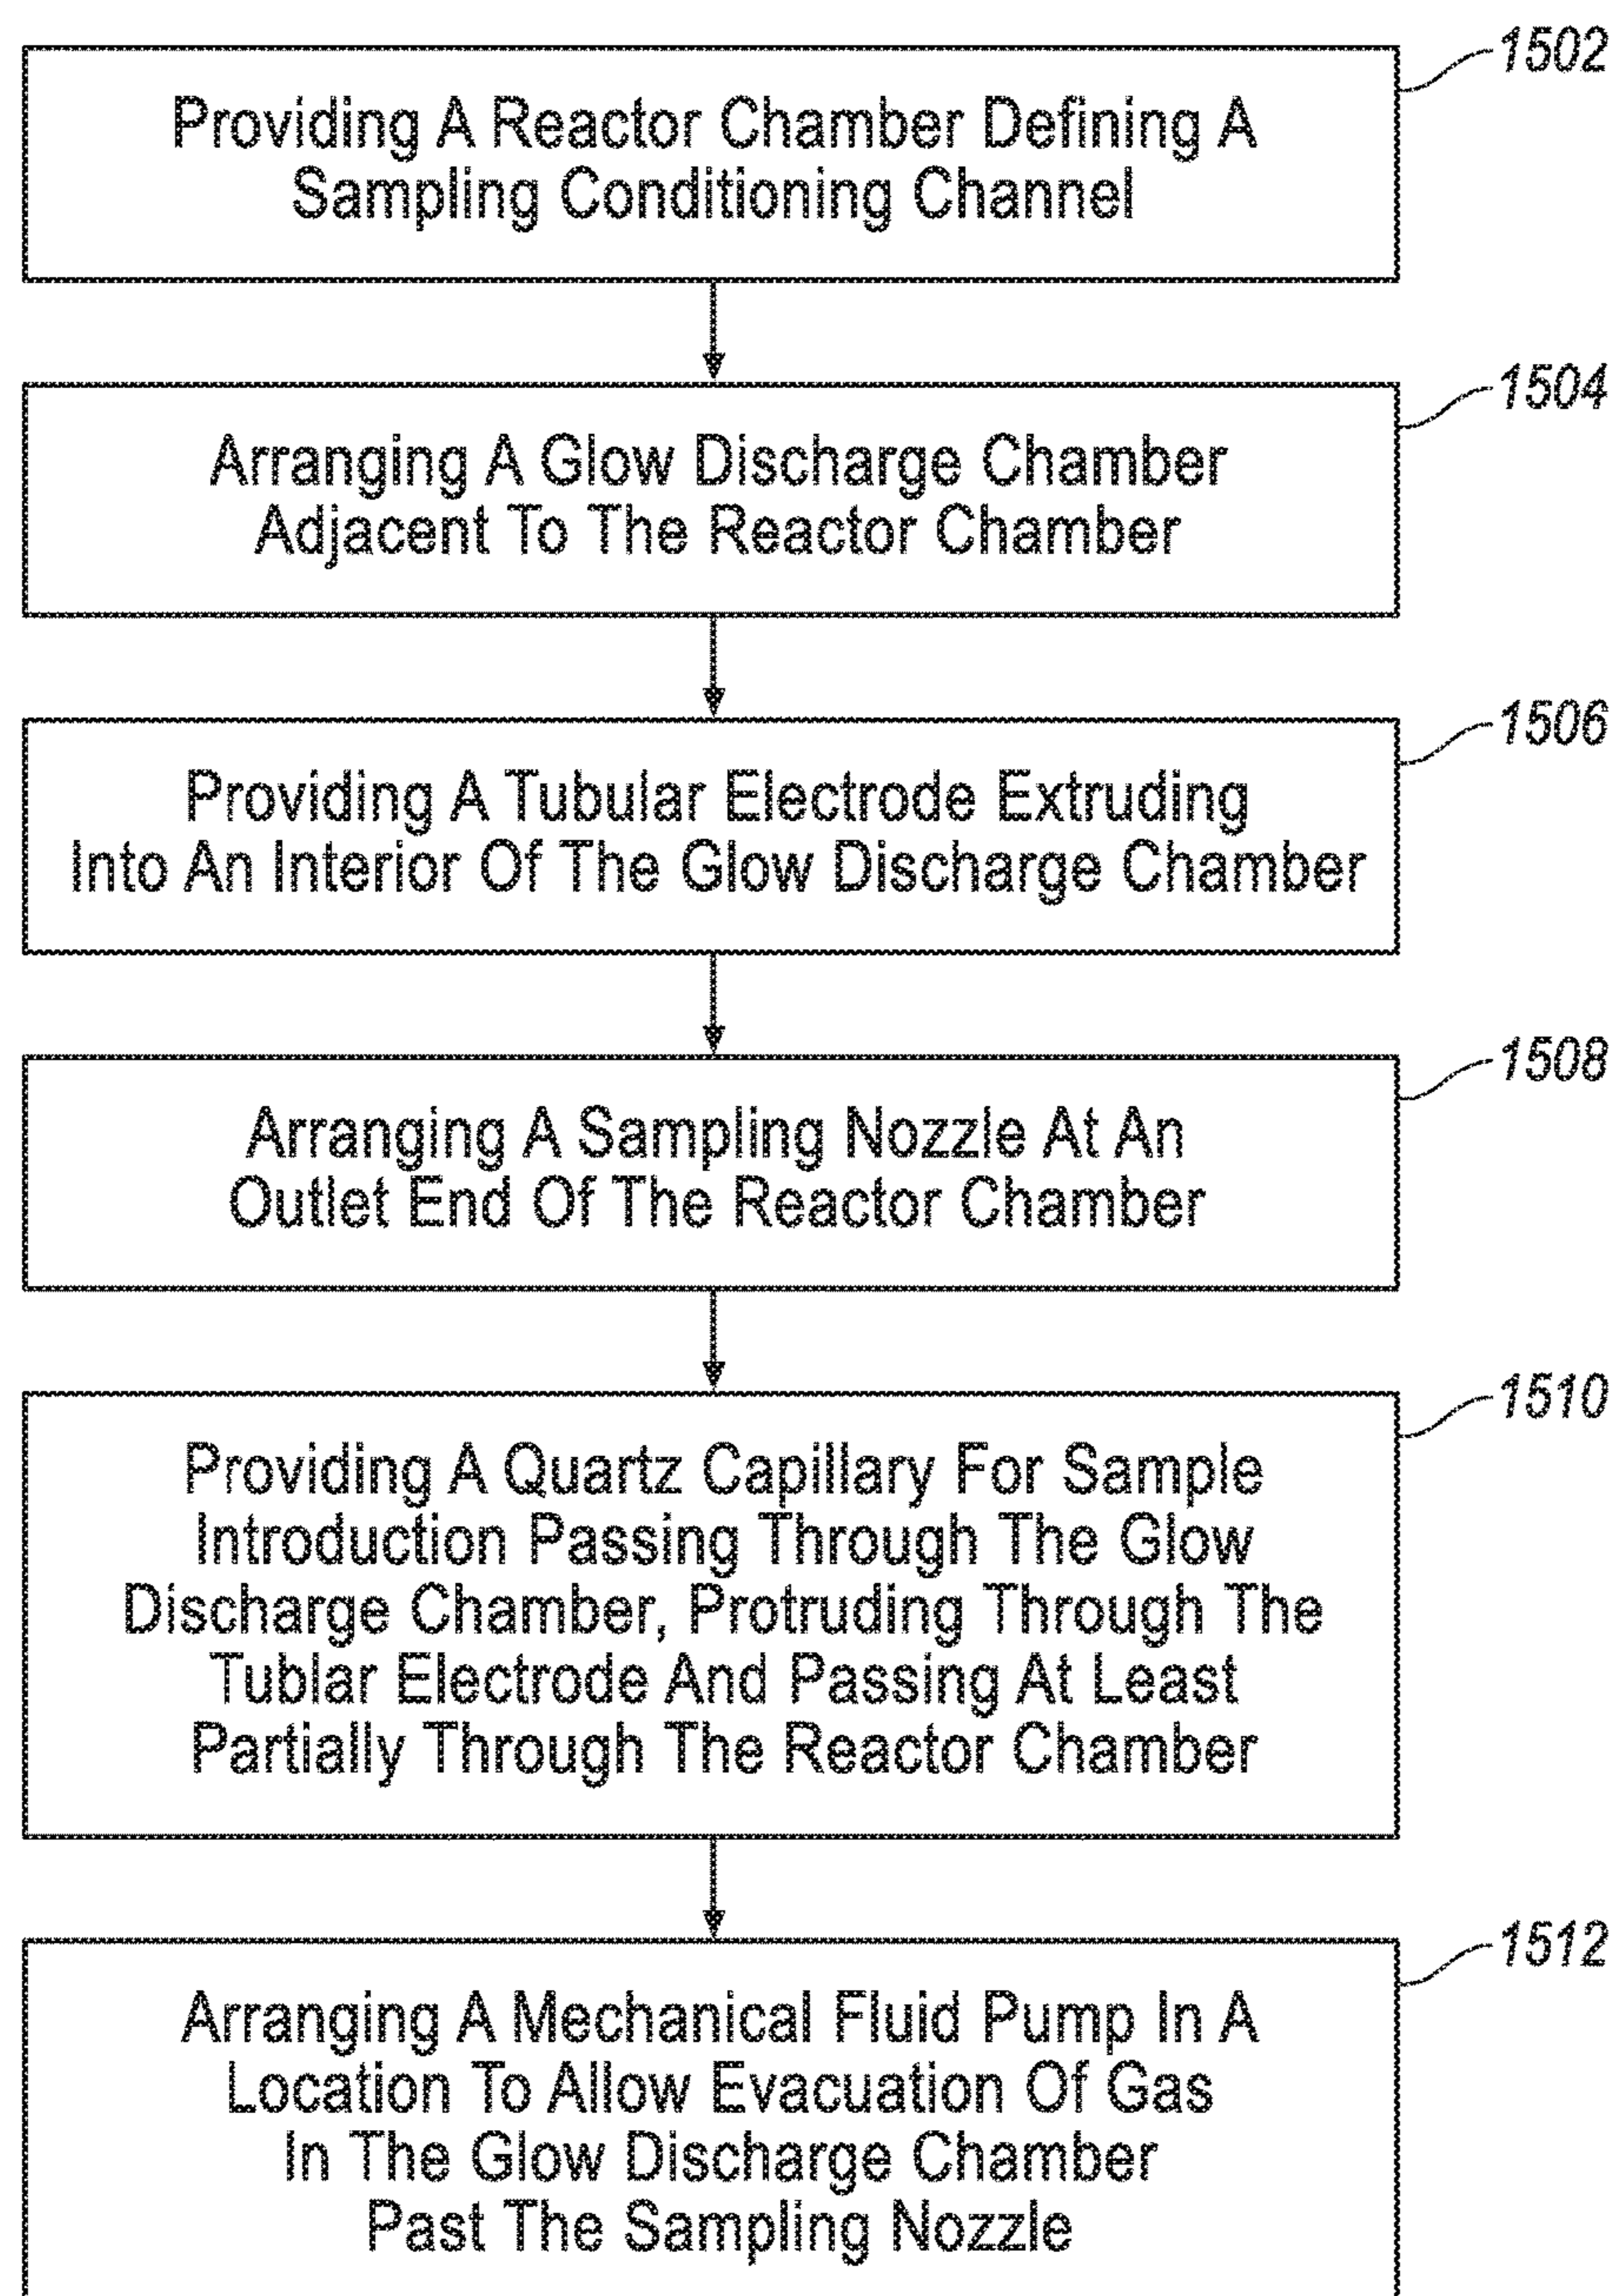 1502
Providing A Reactor Chamber Defining A
Sampling Conditioning Channel
1504
Arranging A Glow Discharge Chamber
Adjacent To The Reactor Chamber
1506
Providing A Tubular Electrode Extruding
Into An Interior Of The Glow Discharge Chamber
1508
Arranging A Sampling Nozzle At An
Outlet End Of The Reactor Chamber
1510
Providing A Quartz Capillary For Sample
Introduction Passing Through The Glow
Discharge Chamber, Protruding Through The
Tublar Electrode And Passing At Least
Partially Through The Reactor Chamber
1512
Arranging A Mechanical Fluid Pump In A
Location To Allow Evacuation Of Gas
In The Glow Discharge Chamber
Past The Sampling Nozzle